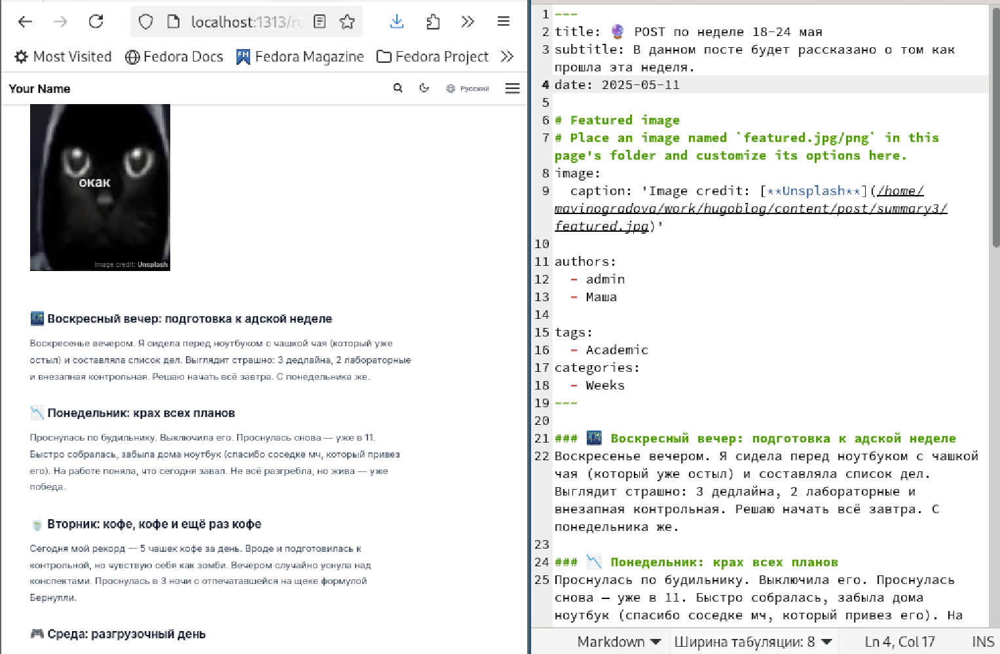 localhost:1313/ru
Most Visited Fedora Docs Fedora Magazine Fedora Project
Your Name Русский
окак
Image credit: Unsplash
🌃 Воскресный вечер: подготовка к адской неделе
Воскресенье вечером. Я сидела перед ноутбуком с чашкой чая (который уже
остыл) и составляла список дел. Выглядит страшно: 3 дедлайна, 2 лабораторные
и внезапная контрольная. Решаю начать всё завтра. С понедельника же.
📉 Понедельник: крах всех планов
Проснулась по будильнику. Выключила его. Проснулась снова — уже в 11.
Быстро собралась, забыла дома ноутбук (спасибо соседке мч, который привез
его). На работе поняла, что сегодня завал. Не всё разгребла, но жива — уже
победа.
🍵 Вторник: кофе, кофе и ещё раз кофе
Сегодня мой рекорд — 5 чашек кофе за день. Вроде и подготовилась к
контрольной, но чувствую себя как зомби. Вечером случайно уснула над
конспектами. Проснулась в 3 ночи с отпечатавшейся на щеке формулой
Бернулли.
🎮 Среда: разгрузочный день
1 ---
2 title: 🔮 POST по неделе 18-24 мая
3 subtitle: В данном посте будет рассказано о том как
прошла эта неделя.
4 date: 2025-05-11
5
6 # Featured image
7 # Place an image named `featured.jpg/png` in this
page's folder and customize its options here.
8 image:
9 caption: 'Image credit: [**Unsplash**](/home/
mavinogradova/work/hugoblog/content/post/summary3/
featured.jpg)'
10
11 authors:
12 - admin
13 - Маша
14
15 tags:
16 - Academic
17 categories:
18 - Weeks
19 ---
20
21 ### 🌃 Воскресный вечер: подготовка к адской неделе
22 Воскресенье вечером. Я сидела перед ноутбуком с чашкой
чая (который уже остыл) и составляла список дел.
Выглядит страшно: 3 дедлайна, 2 лабораторные и
внезапная контрольная. Решаю начать всё завтра. С
понедельника же.
23
24 ### 📉 Понедельник: крах всех планов
25 Проснулась по будильнику. Выключила его. Проснулась
снова — уже в 11. Быстро собралась, забыла дома
ноутбук (спасибо соседке мч, который привез его). На
Markdown Ширина табуляции: 8 Ln 4, Col 17 INS